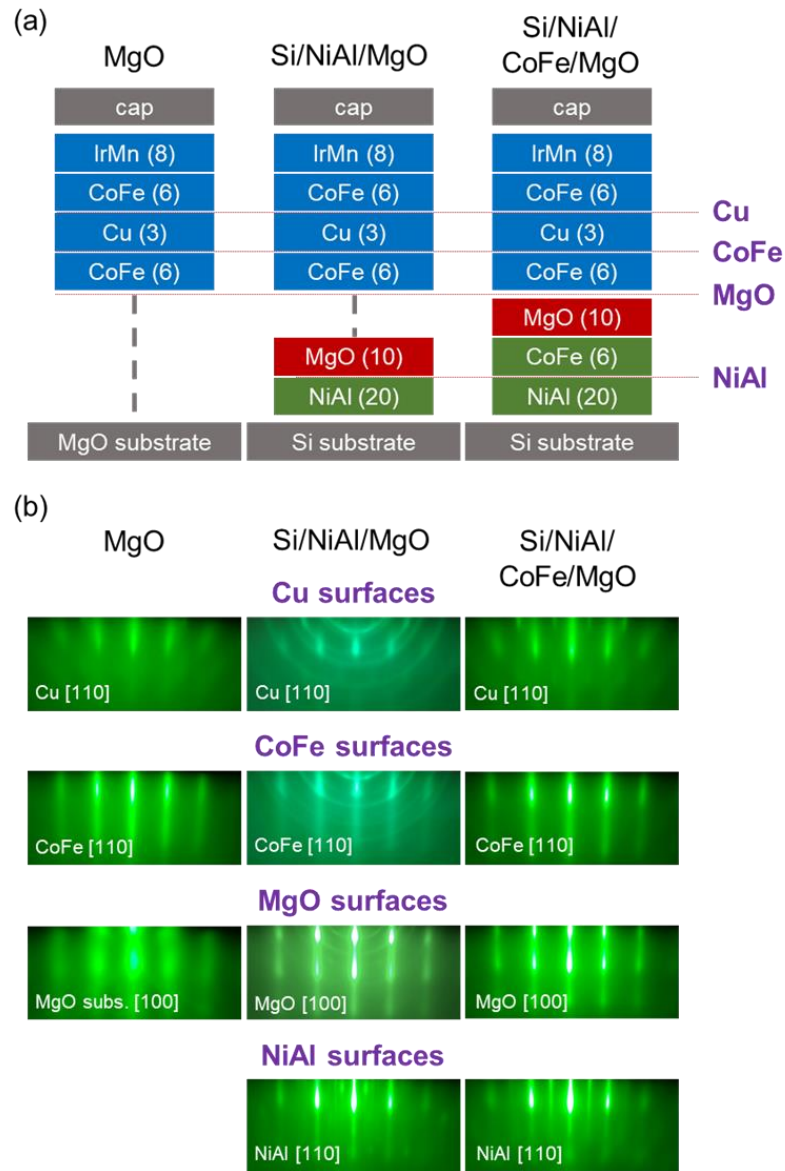 (a)
MgO
Si/NiAl/MgO
Si/NiAl/
CoFe/MgO
cap
cap
cap
IrMn (8)
IrMn (8)
IrMn (8)
CoFe (6)
CoFe (6)
CoFe (6)
Cu
Cu (3)
Cu (3)
Cu (3)
CoFe
CoFe (6)
CoFe (6)
CoFe (6)
MgO
MgO (10)
MgO (10)
CoFe (6)
NiAl
NiAl (20)
NiAl (20)
MgO substrate
Si substrate
Si substrate
(b)
MgO
Si/NiAl/MgO
Si/NiAl/
CoFe/MgO
Cu surfaces
Cu [110]
Cu [110]
Cu [110]
CoFe surfaces
CoFe [110]
CoFe [110]
CoFe [110]
MgO surfaces
MgO subs. [100]
MgO [100]
MgO [100]
NiAl surfaces
NiAl [110]
NiAl [110]